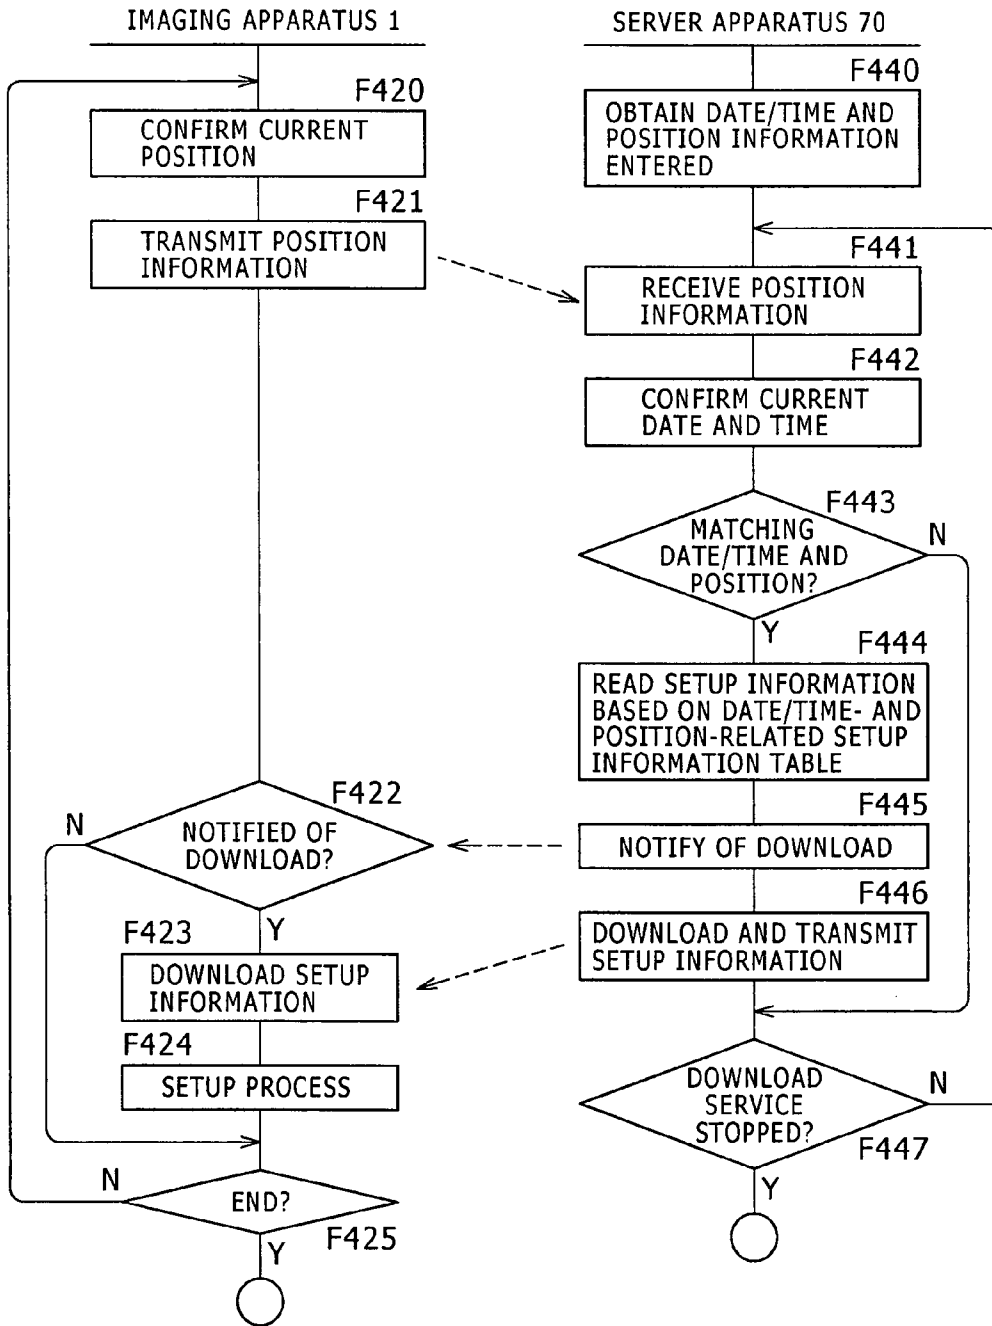 IMAGING APPARATUS 1
F420
CONFIRM CURRENT
POSITION
F421
TRANSMIT POSITION
INFORMATION
F422
N
NOTIFIED OF
DOWNLOAD?
Y
F423
DOWNLOAD SETUP
INFORMATION
F424
SETUP PROCESS
N
END?
F425
Y
SERVER APPARATUS 70
F440
OBTAIN DATE/TIME AND
POSITION INFORMATION
ENTERED
F441
RECEIVE POSITION
INFORMATION
F442
CONFIRM CURRENT
DATE AND TIME
F443
MATCHING
DATE/TIME AND
POSITION?
N
Y
F444
READ SETUP INFORMATION
BASED ON DATE/TIME- AND
POSITION-RELATED SETUP
INFORMATION TABLE
F445
NOTIFY OF DOWNLOAD
F446
DOWNLOAD AND TRANSMIT
SETUP INFORMATION
DOWNLOAD
SERVICE
STOPPED?
N
F447
Y